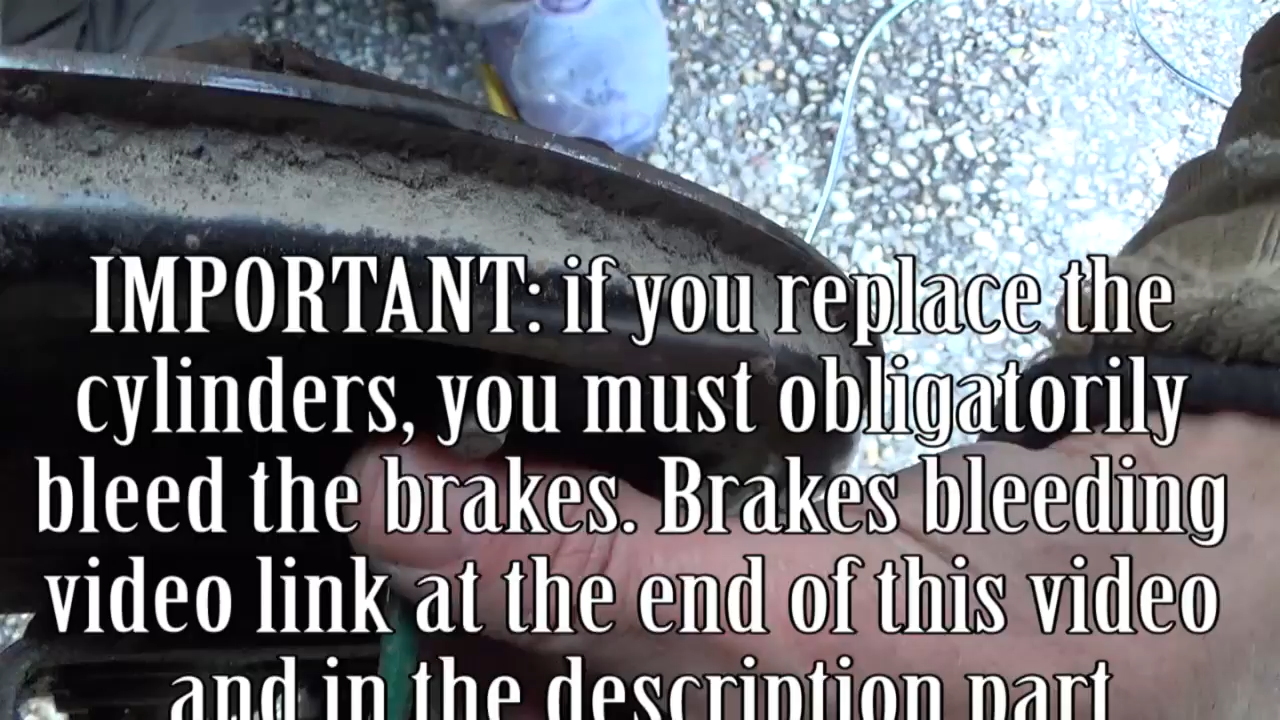 IMPORTANT: if you replace the
cylinders, you must obligatorily
bleed the brakes. Brakes bleeding
video link at the end of this video
and in the description part